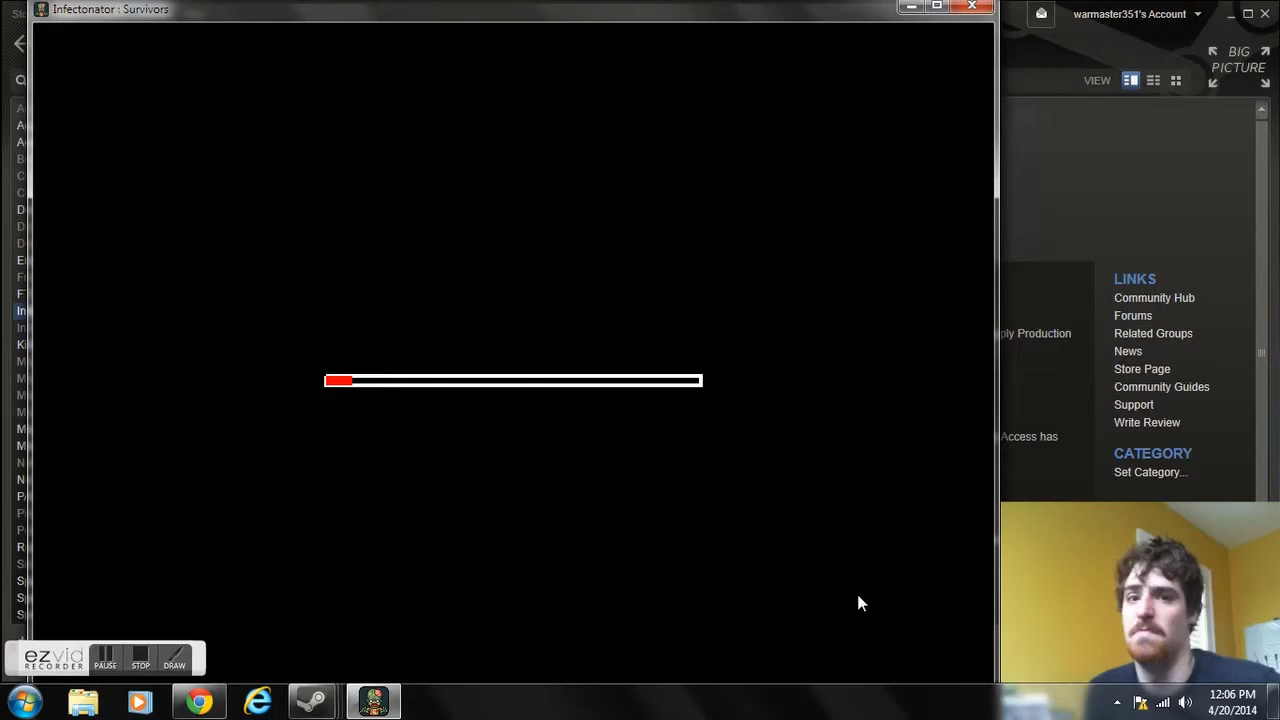 Infectonator : Survivors
warmaster351's Account
BIG
PICTURE
VIEW
LINKS
Community Hub
Forums
Related Groups
News
Store Page
Community Guides
Support
Write Review
CATEGORY
Set Category...
Production
Access has
ezvid
RECORDER
PAUSE
STOP
DRAW
12:06 PM
4/20/2014